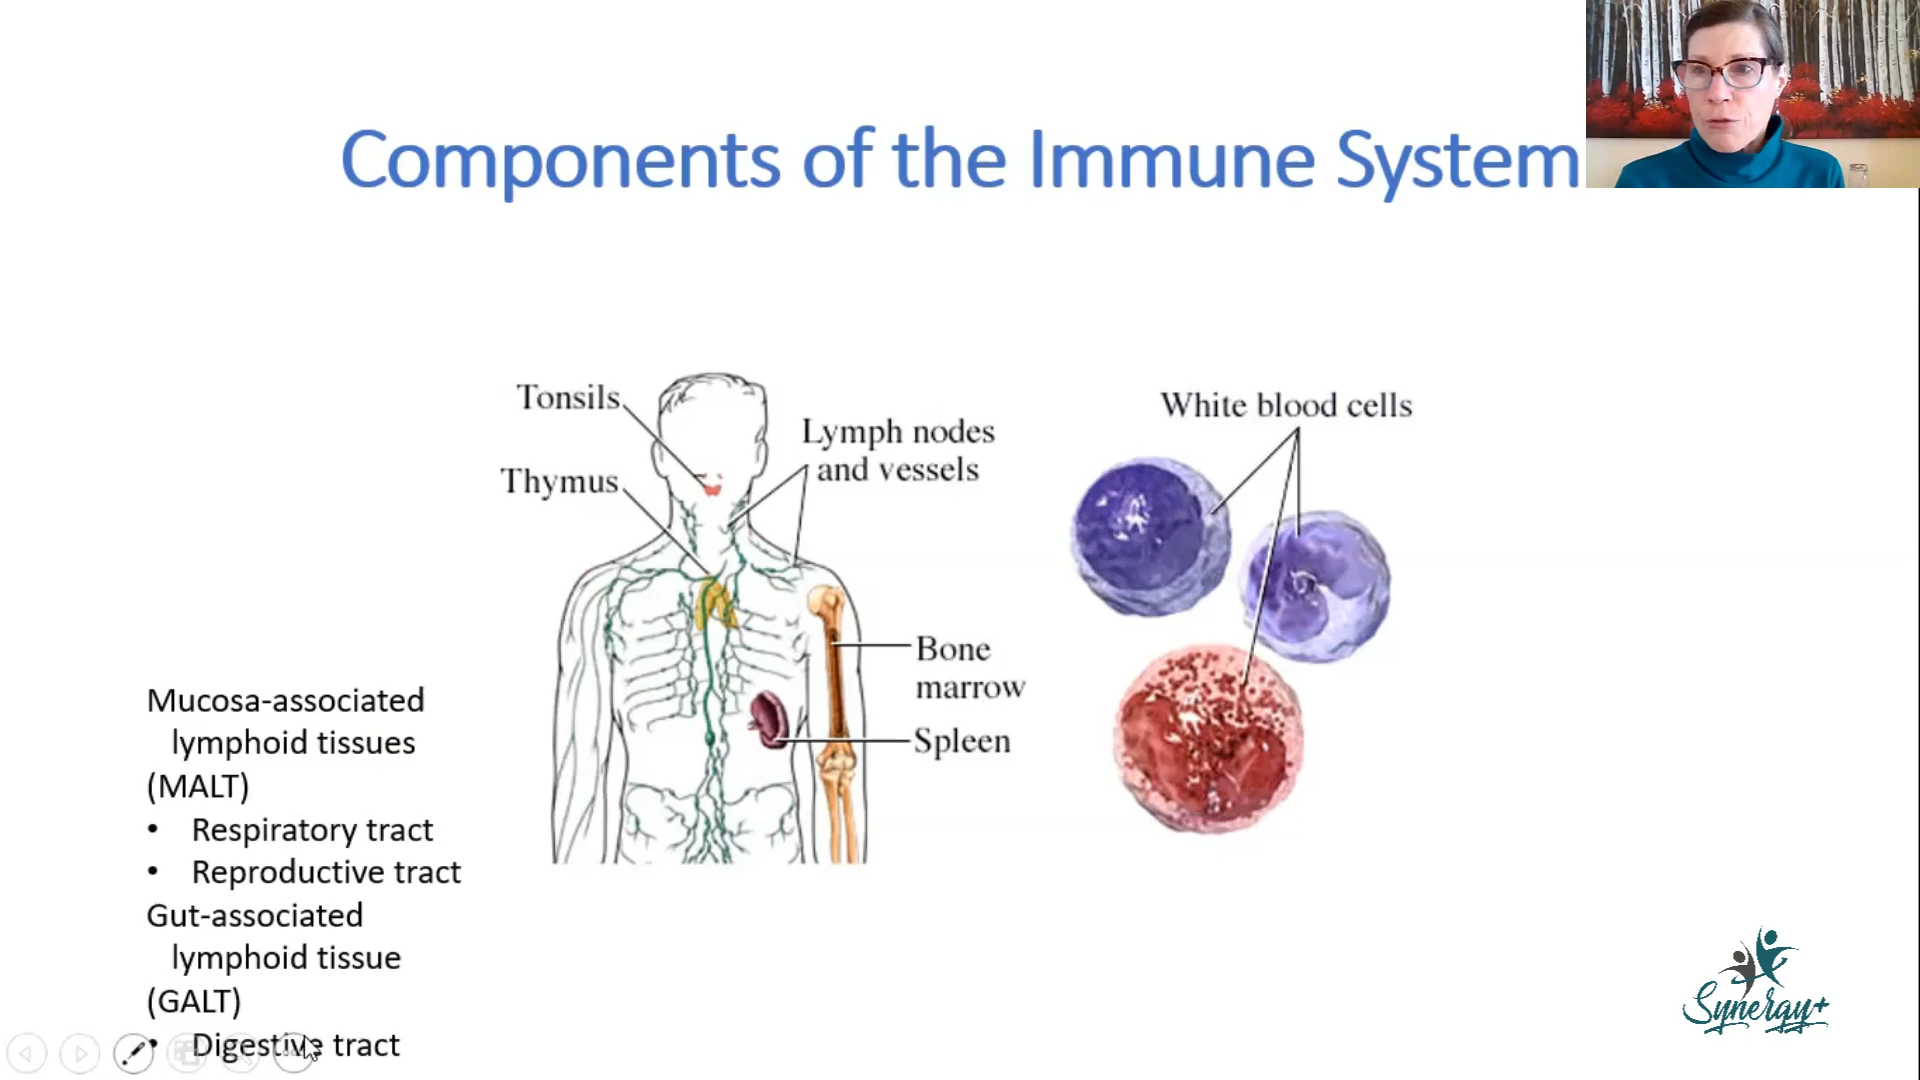 Components of the Immune System
Tonsils
Thymus
Lymph nodes
and vessels
Bone
marrow
Spleen
White blood cells
Mucosa-associated
lymphoid tissues
(MALT)
• Respiratory tract
• Reproductive tract
Gut-associated
lymphoid tissue
(GALT)
• Digestive tract
Synergy+